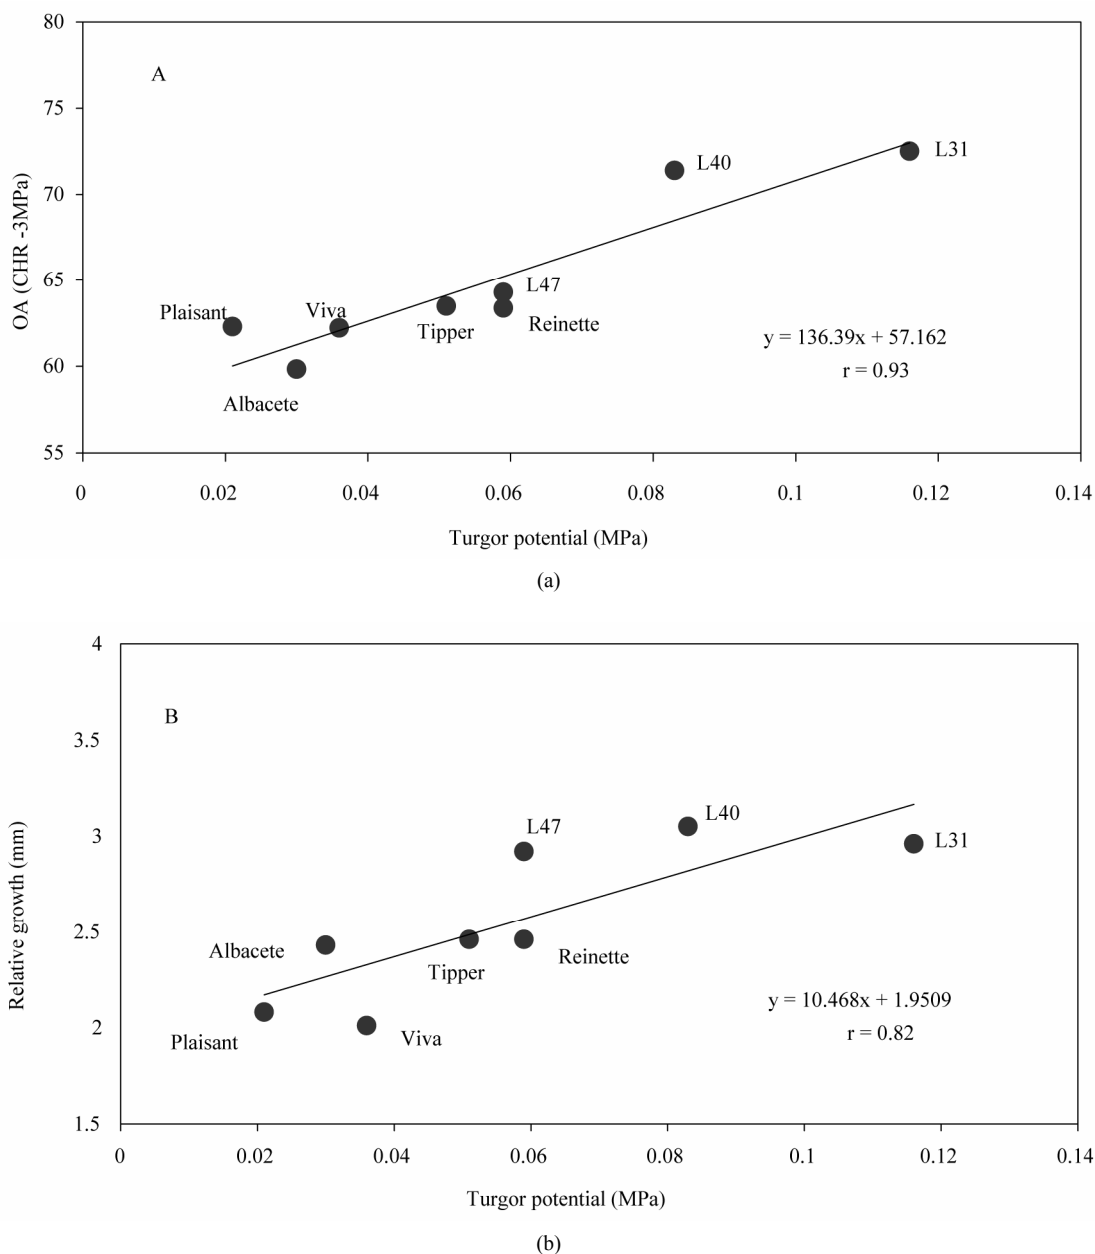 80
A
75
L40
L31
70
OA (CHR -3MPa)
65
L47
Plaisant
Viva
Tipper
Reinette
y = 136.39x + 57.162
r = 0.93
60
Albacete
55
0 0.02 0.04 0.06 0.08 0.1 0.12 0.14
Turgor potential (MPa)
(a)
4
B
3.5
L40
L47
3
L31
Relative growth (mm)
2.5
Albacete
Reinette
Tipper
y = 10.468x + 1.9509
2
Viva
r = 0.82
Plaisant
1.5
0 0.02 0.04 0.06 0.08 0.1 0.12 0.14
Turgor potential (MPa)
(b)